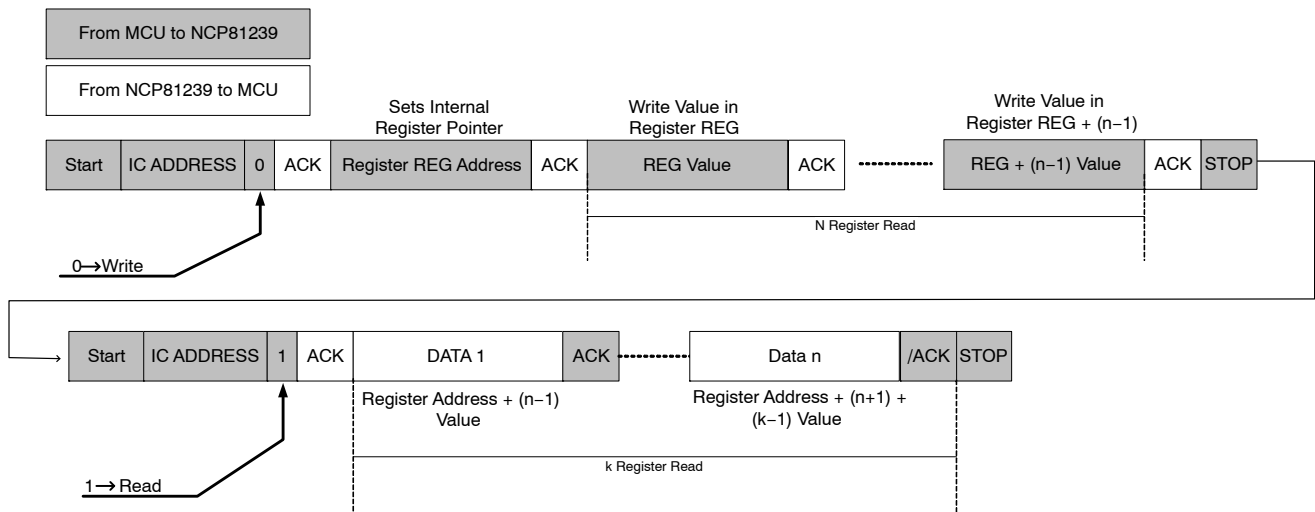 From MCU to NCP81239
From NCP81239 to MCU
Sets Internal
Register Pointer
Write Value in
Register REG
Write Value in
Register REG + (n−1)
Start IC ADDRESS 0 ACK Register REG Address ACK REG Value ACK REG + (n−1) Value ACK STOP
N Register Read
0→Write
Start IC ADDRESS 1 ACK DATA 1 ACK Data n /ACK STOP
Register Address + (n−1)
Value
Register Address + (n+1) +
(k−1) Value
k Register Read
1→Read